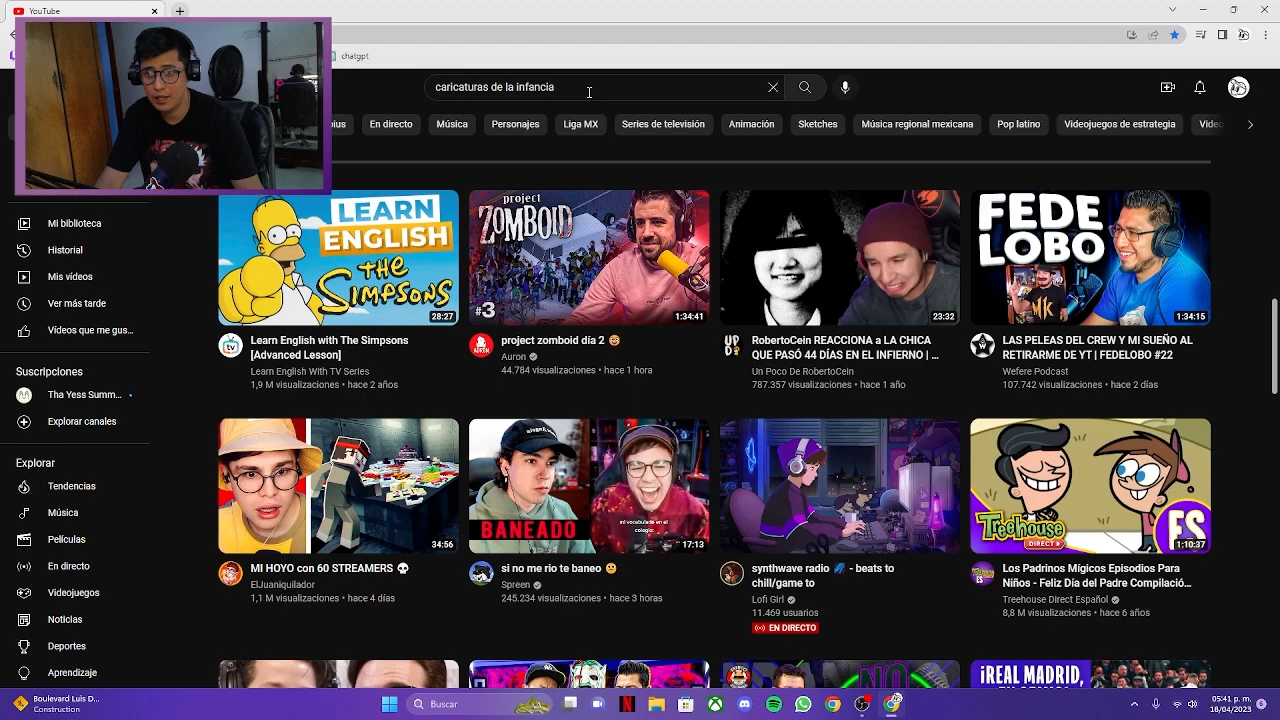 YouTube
chatgpt
caricaturas de la infancia
En directo
Música
Personajes
Liga MX
Series de televisión
Animación
Sketches
Música regional mexicana
Pop latino
Videojuegos de estrategia
Mi biblioteca
Historial
Mis vídeos
Ver más tarde
Vídeos que me gus...
Suscripciones
Tha Yess Summ...
Explorar canales
Explorar
Tendencias
Música
Películas
En directo
Videojuegos
Noticias
Deportes
Aprendizaje
LEARN
ENGLISH
THE
SIMPSONS
28:27
Learn English with The Simpsons
[Advanced Lesson]
Learn English With TV Series
1,9 M visualizaciones • hace 2 años
project
ZOMBOID
#3
1:34:41
project zomboid día 2 😀
Auron
44.784 visualizaciones • hace 1 hora
23:32
RobertoCein REACCIONA a LA CHICA
QUE PASÓ 44 DÍAS EN EL INFIERNO | ...
Un Poco De RobertoCein
787.357 visualizaciones • hace 1 año
FEDE
LOBO
1:34:15
LAS PELEAS DEL CREW Y MI SUEÑO AL
RETIRARME DE YT | FEDELOBO #22
Wefere Podcast
107.742 visualizaciones • hace 2 días
34:56
MI HOYO con 60 STREAMERS 💀
ElJuaniquilador
1,1 M visualizaciones • hace 4 días
BANEADO
mi vocabulario en el
17:13
si no me rio te baneo 😐
Spreen
245.234 visualizaciones • hace 3 horas
synthwave radio 🌌 - beats to
chill/game to
Lofi Girl
11.469 usuarios
EN DIRECTO
Treehouse
DIRECT
ES
1:10:37
Los Padrinos Mágicos Episodios Para
Niños - Feliz Día del Padre Compilació...
Treehouse Direct Español
8,8 M visualizaciones • hace 6 años
NO
¡REAL MADRID,
Boulevard Luis D...
Construction
Buscar
05:41 p. m.
18/04/2023